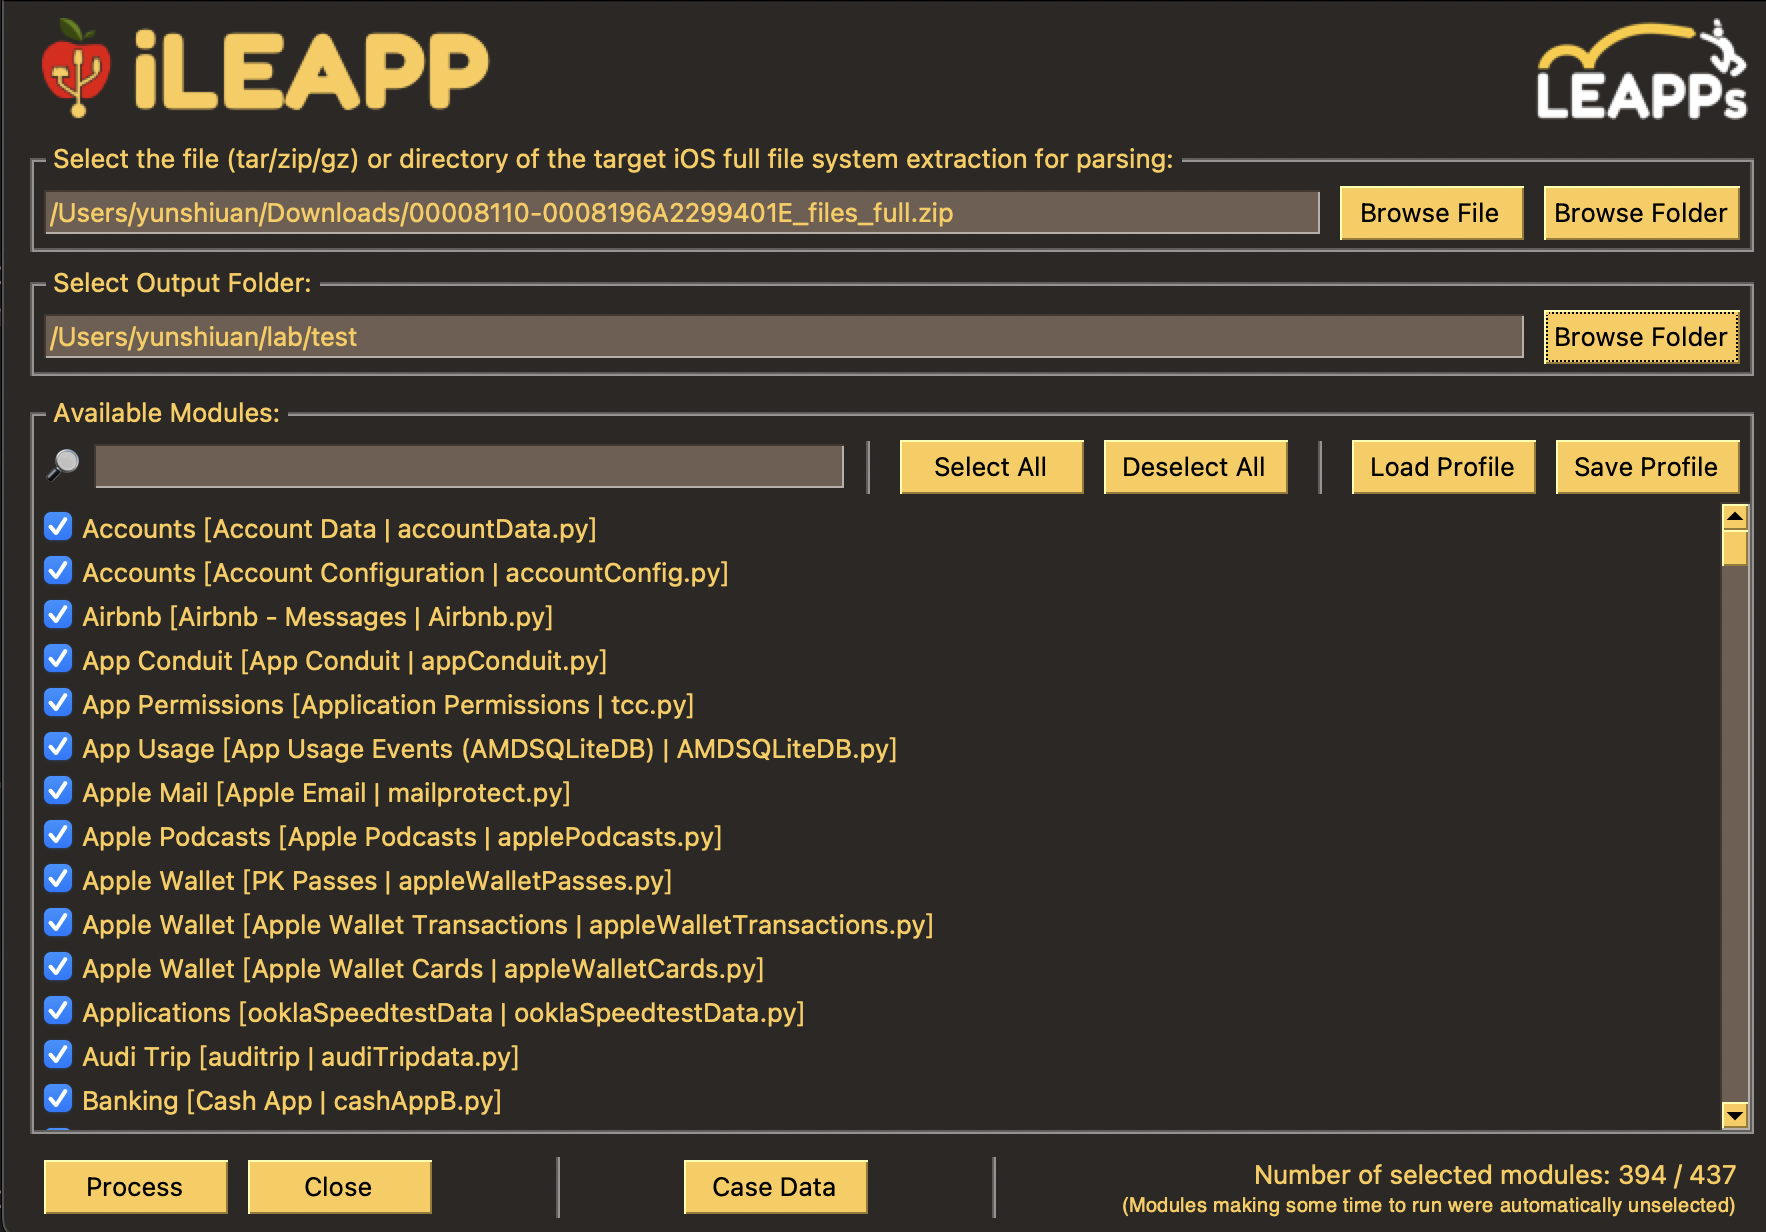 iLEAPP
LEAPPs
Select the file (tar/zip/gz) or directory of the target iOS full file system extraction for parsing:
/Users/yunshiuan/Downloads/00008110-0008196A2299401E_files_full.zip
Browse File
Browse Folder
Select Output Folder:
/Users/yunshiuan/lab/test
Browse Folder
Available Modules:
Select All
Deselect All
Load Profile
Save Profile
Accounts [Account Data | accountData.py]
Accounts [Account Configuration | accountConfig.py]
Airbnb [Airbnb - Messages | Airbnb.py]
App Conduit [App Conduit | appConduit.py]
App Permissions [Application Permissions | tcc.py]
App Usage [App Usage Events (AMDSQLiteDB) | AMDSQLiteDB.py]
Apple Mail [Apple Email | mailprotect.py]
Apple Podcasts [Apple Podcasts | applePodcasts.py]
Apple Wallet [PK Passes | appleWalletPasses.py]
Apple Wallet [Apple Wallet Transactions | appleWalletTransactions.py]
Apple Wallet [Apple Wallet Cards | appleWalletCards.py]
Applications [ooklaSpeedtestData | ooklaSpeedtestData.py]
Audi Trip [auditrip | audiTripdata.py]
Banking [Cash App | cashAppB.py]
Process
Close
Case Data
Number of selected modules: 394 / 437
(Modules making some time to run were automatically unselected)